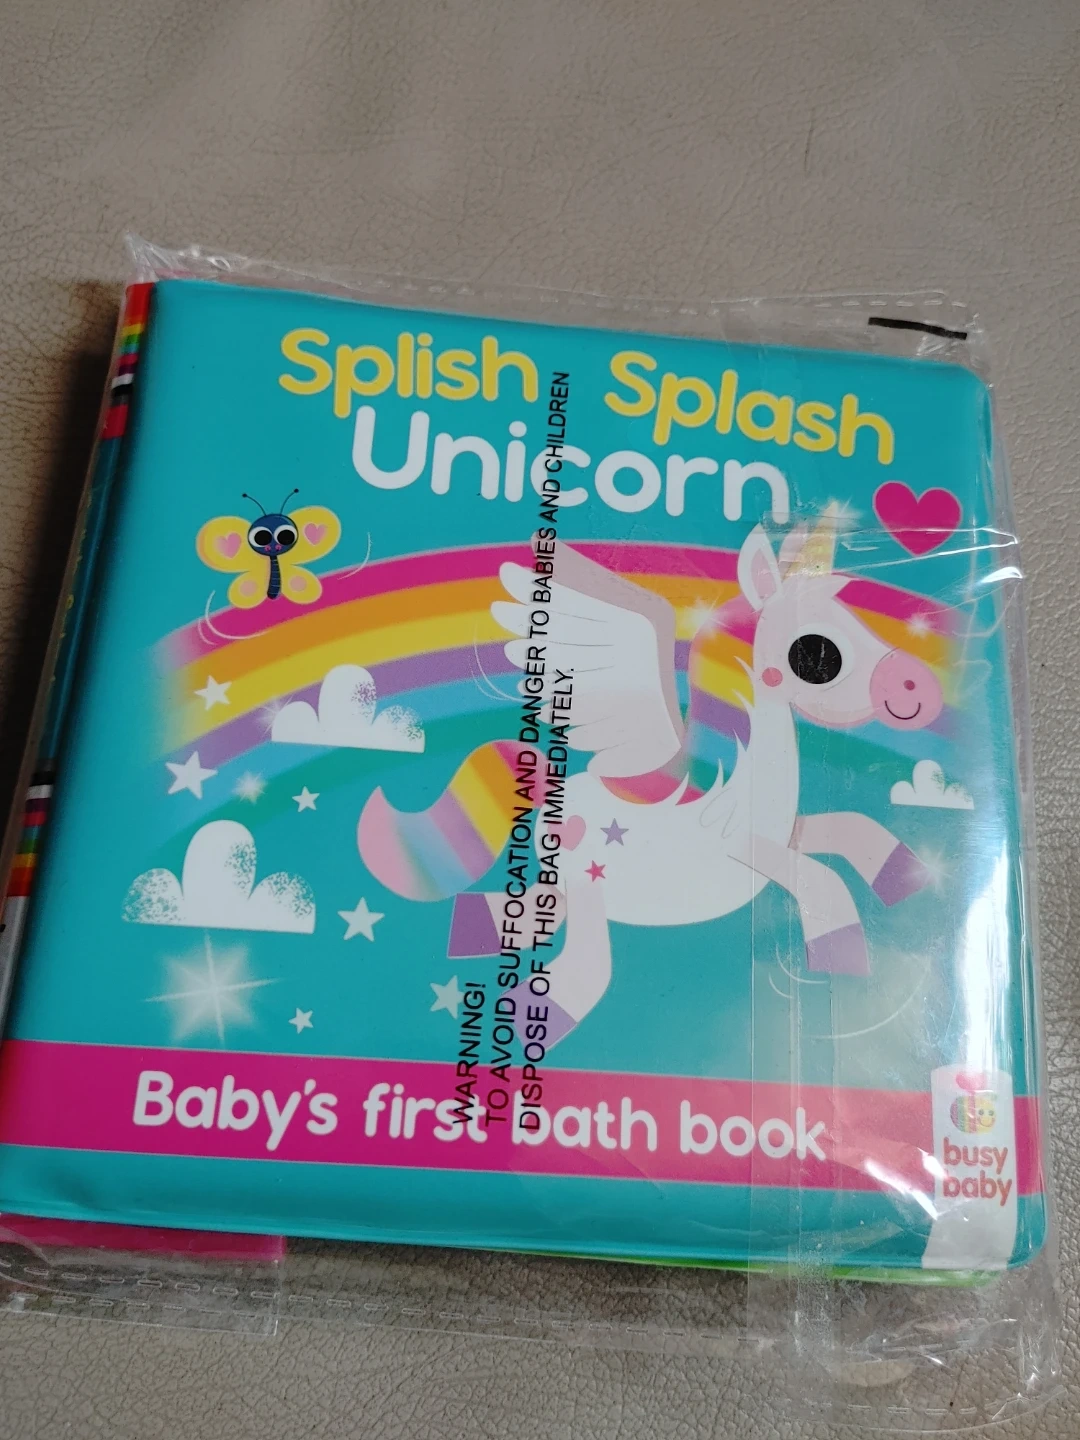 Splish Splash
Unicorn
WARNING!
TO AVOID SUFFOCATION AND DANGER TO BABIES AND CHILDREN
DISPOSE OF THIS BAG IMMEDIATELY.
Baby's first bath book
busy
baby